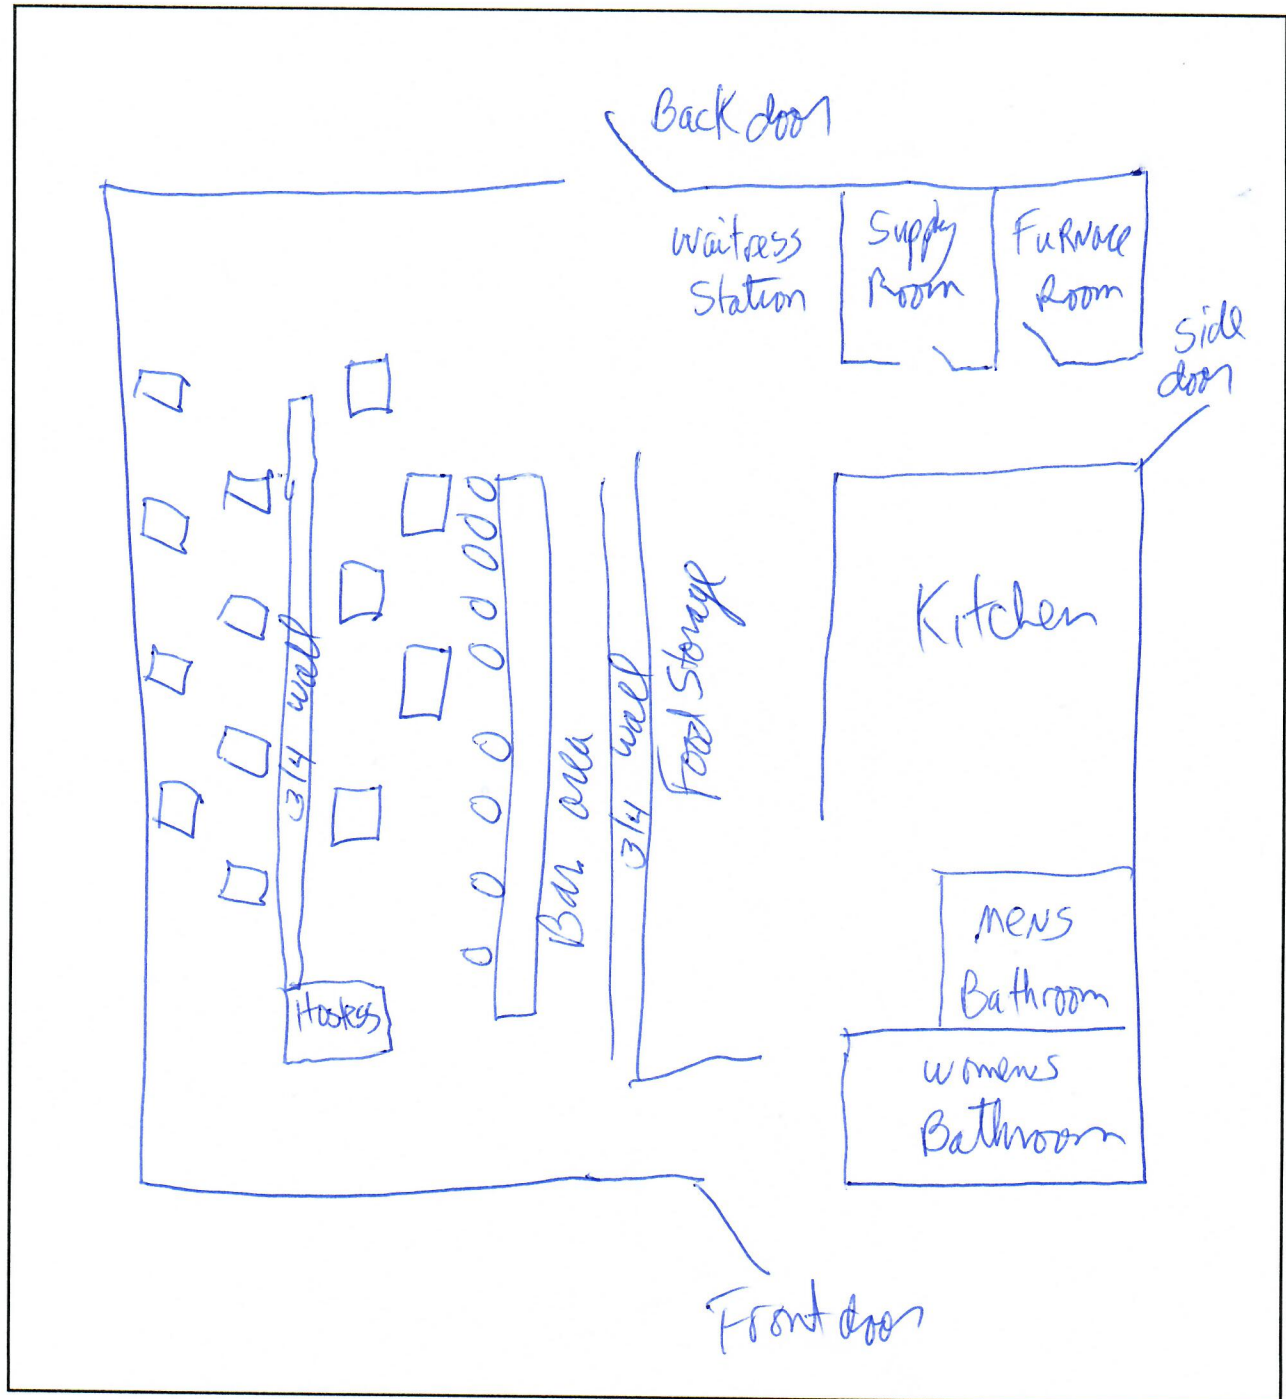 Back door
Waitress
Station
Supply
Room
FURNACE
Room
Side
door
3/4 wall
Bar area
3/4 wall
Food Storage
Kitchen
Hostess
MENS
Bathroom
womens
Bathroom
Front door